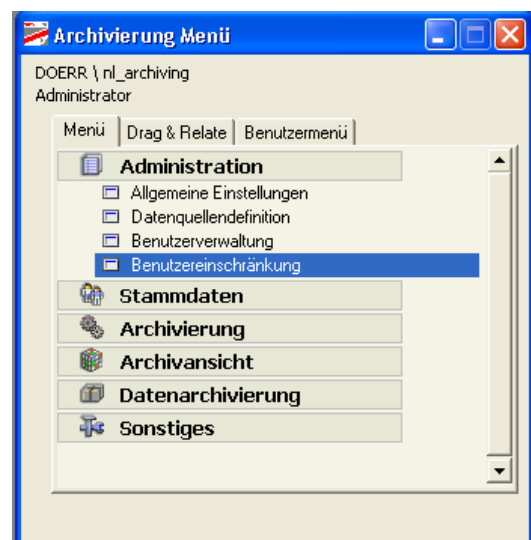 Archivierung Menü
DOERR \ nl_archiving
Administrator
Menü Drag & Relate Benutzermenü
Administration
Allgemeine Einstellungen
Datenquellendefinition
Benutzerverwaltung
Benutzereinschränkung
Stammdaten
Archivierung
Archivansicht
Datenarchivierung
Sonstiges